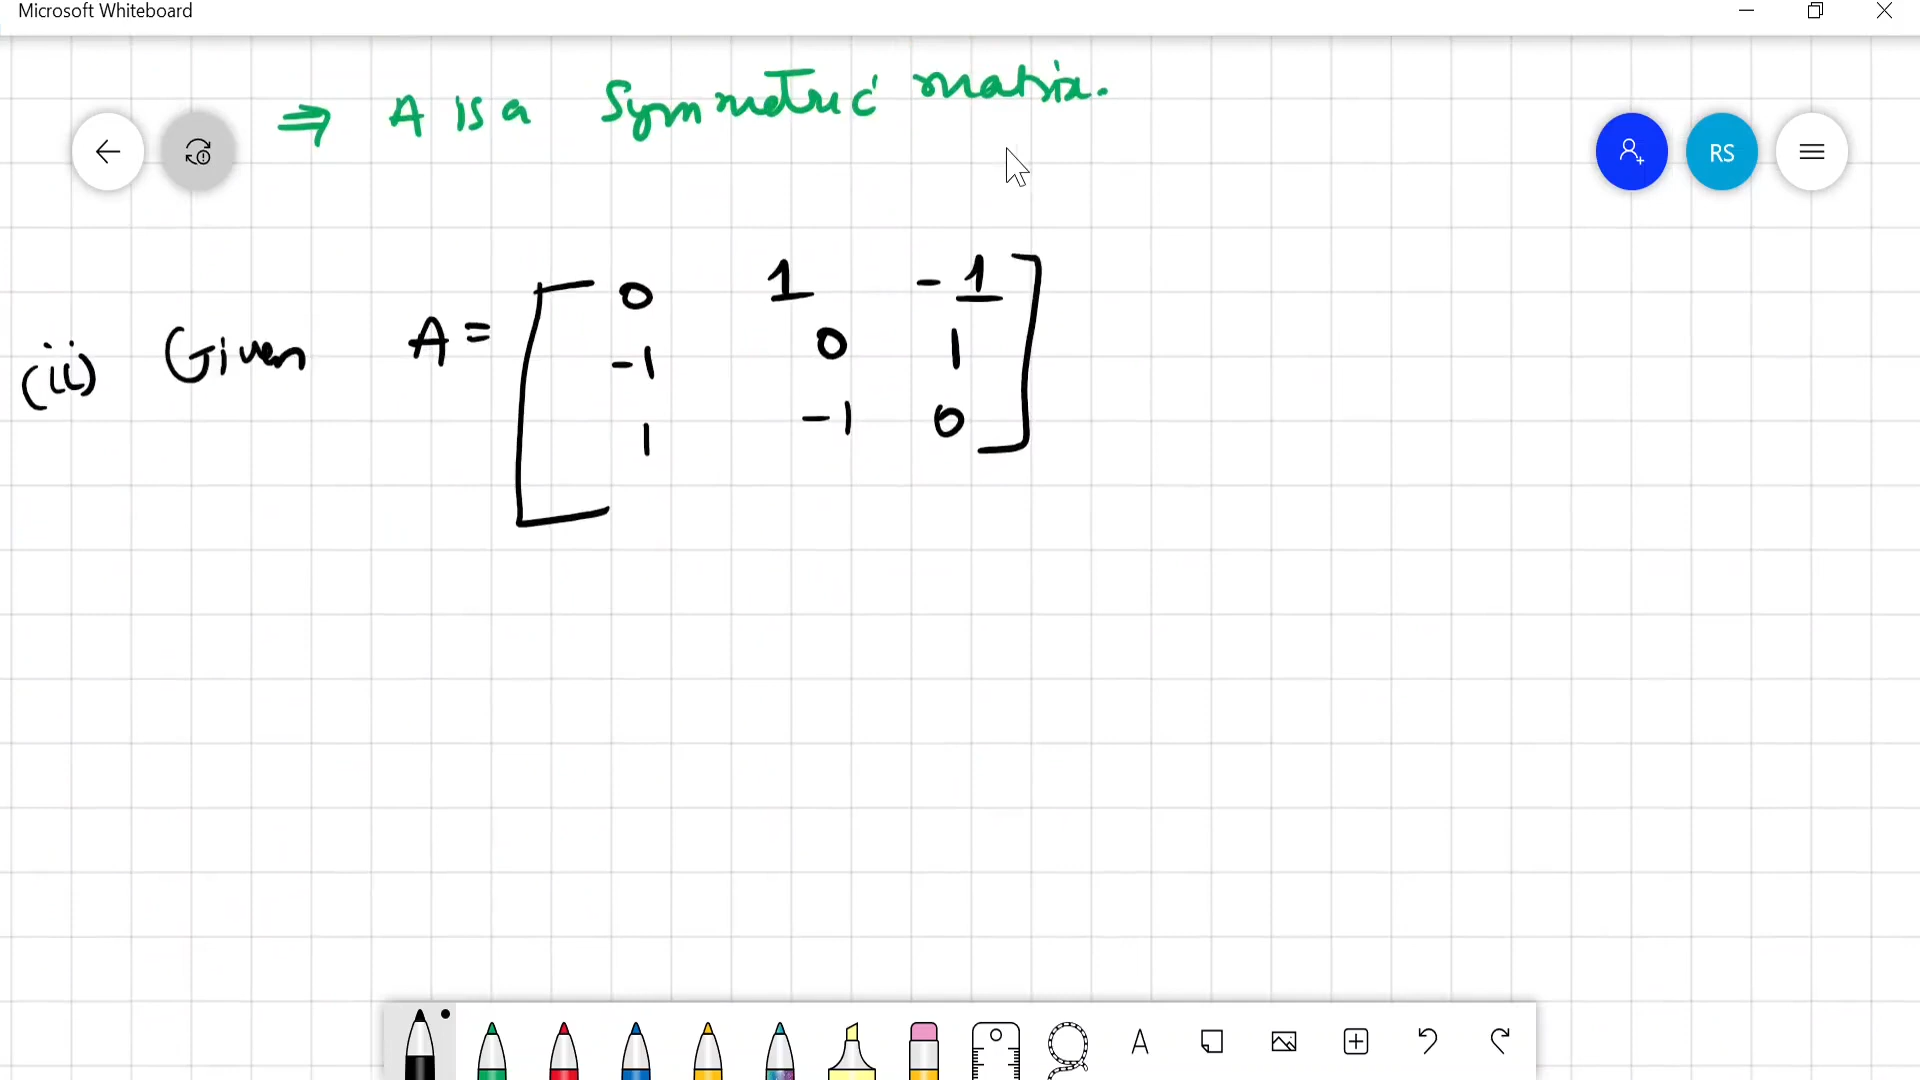 Microsoft Whiteboard
⇒ A is a Symmetric matrix.
RS
(ii) Given A = [ 0 1 -1
-1 0 1
1 -1 0 ]
A